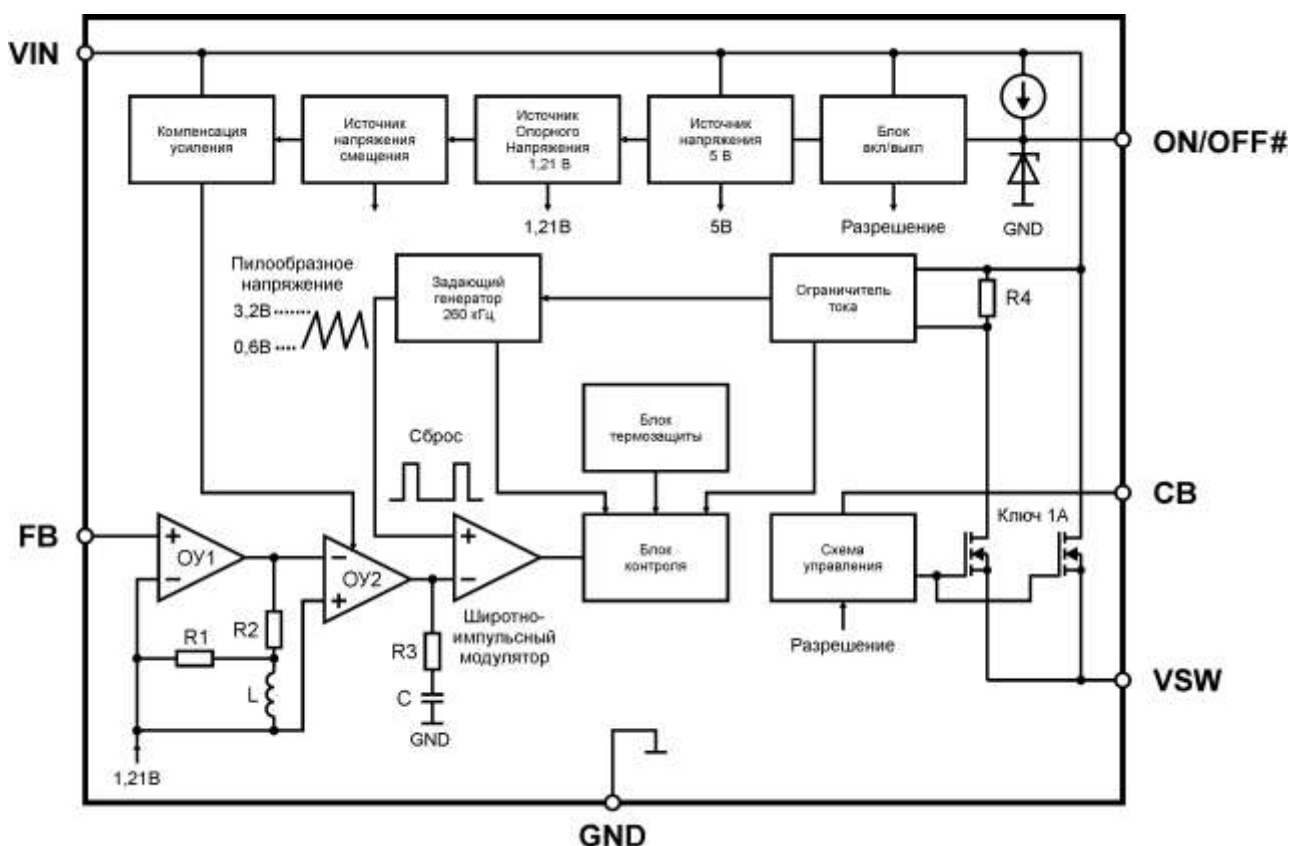 VIN
Компенсация
усиления
Источник
напряжения
смещения
Источник
Опорного
Напряжения
1,21 В
Источник
напряжения
5 В
Блок
вкл/выкл
ON/OFF#
1,21В
5В
Разрешение
GND
Пилообразное
напряжение
3,2В
0,6В
Задающий
генератор
260 кГц
Ограничитель
тока
R4
Блок
термозащиты
Сброс
CB
Ключ 1А
FB
+
ОУ1
−
−
ОУ2
+
+
−
Блок
контроля
Схема
управления
Широтно-
импульсный
модулятор
Разрешение
R1
R2
R3
L
C
GND
VSW
1,21В
GND